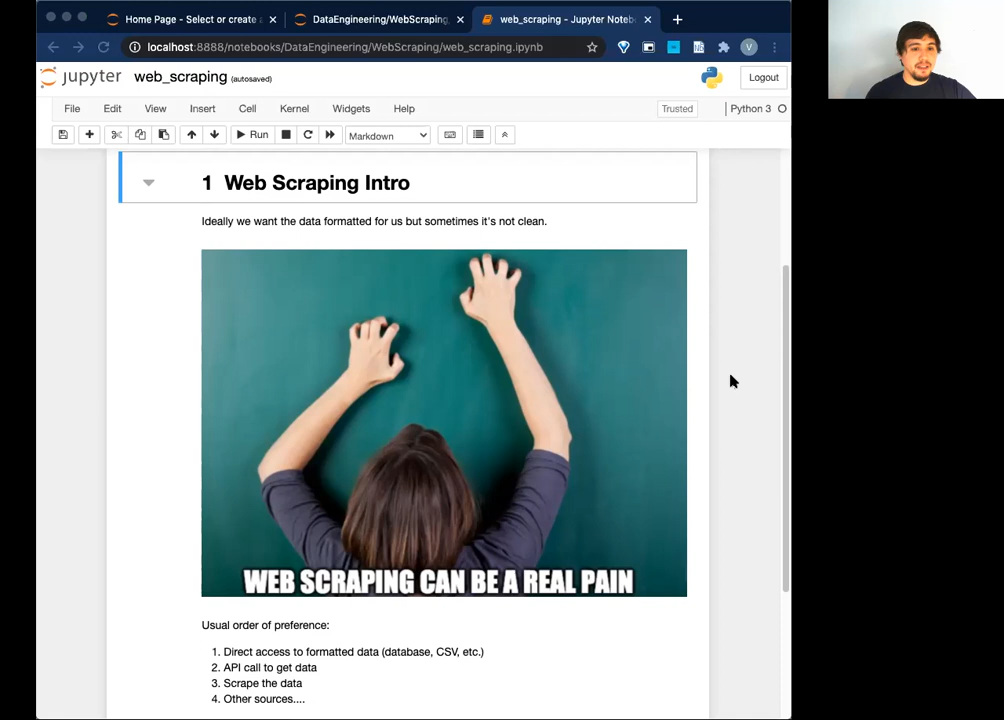 Home Page - Select or create a
DataEngineering/WebScraping
web_scraping - Jupyter Noteb
localhost:8888/notebooks/DataEngineering/WebScraping/web_scraping.ipynb
V
jupyter web_scraping (autosaved)
Logout
File Edit View Insert Cell Kernel Widgets Help
Trusted
Python 3
Run
Markdown
1 Web Scraping Intro
Ideally we want the data formatted for us but sometimes it's not clean.
WEB SCRAPING CAN BE A REAL PAIN
Usual order of preference:
1. Direct access to formatted data (database, CSV, etc.)
2. API call to get data
3. Scrape the data
4. Other sources....